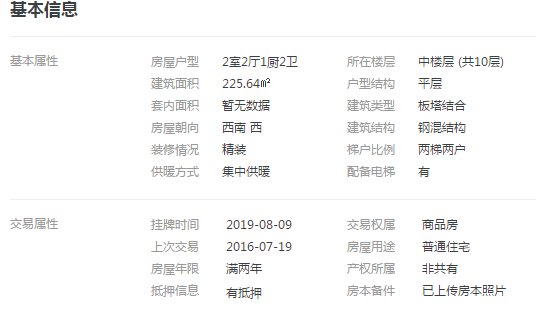 基本信息
基本属性 房屋户型 2室2厅1厨2卫 所在楼层 中楼层 (共10层)
建筑面积 225.64㎡ 户型结构 平层
套内面积 暂无数据 建筑类型 板塔结合
房屋朝向 西南 西 建筑结构 钢混结构
装修情况 精装 梯户比例 两梯两户
供暖方式 集中供暖 配备电梯 有
交易属性 挂牌时间 2019-08-09 交易权属 商品房
上次交易 2016-07-19 房屋用途 普通住宅
房屋年限 满两年 产权所属 非共有
抵押信息 有抵押 房本备件 已上传房本照片